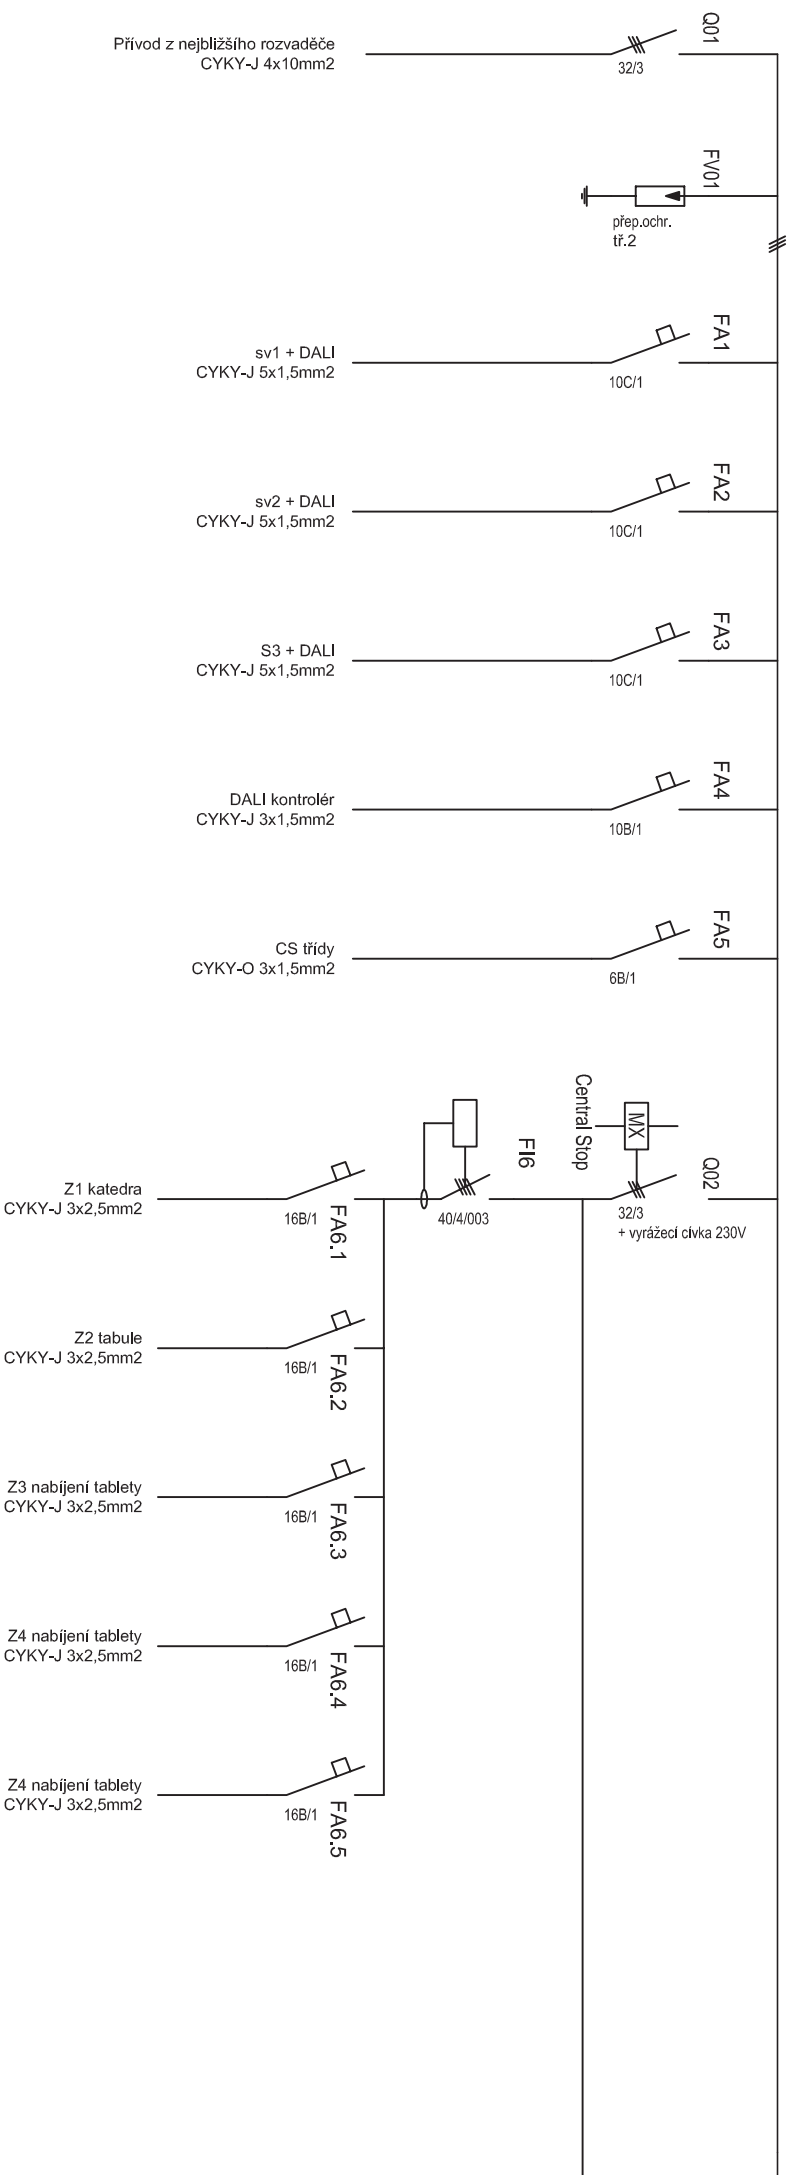 Přívod z nejbližšího rozvaděče
CYKY-J 4x10mm2
Q01
32/3
FV01
přep.ochr.
tř.2
sv1 + DALI
CYKY-J 5x1,5mm2
FA1
10C/1
sv2 + DALI
CYKY-J 5x1,5mm2
FA2
10C/1
S3 + DALI
CYKY-J 5x1,5mm2
FA3
10C/1
DALI kontrolér
CYKY-J 3x1,5mm2
FA4
10B/1
CS třídy
CYKY-O 3x1,5mm2
FA5
6B/1
Central Stop
MX
Q02
32/3
+ vyrážecí cívka 230V
FI6
40/4/003
Z1 katedra
CYKY-J 3x2,5mm2
FA6.1
16B/1
Z2 tabule
CYKY-J 3x2,5mm2
FA6.2
16B/1
Z3 nabíjení tablety
CYKY-J 3x2,5mm2
FA6.3
16B/1
Z4 nabíjení tablety
CYKY-J 3x2,5mm2
FA6.4
16B/1
Z4 nabíjení tablety
CYKY-J 3x2,5mm2
FA6.5
16B/1